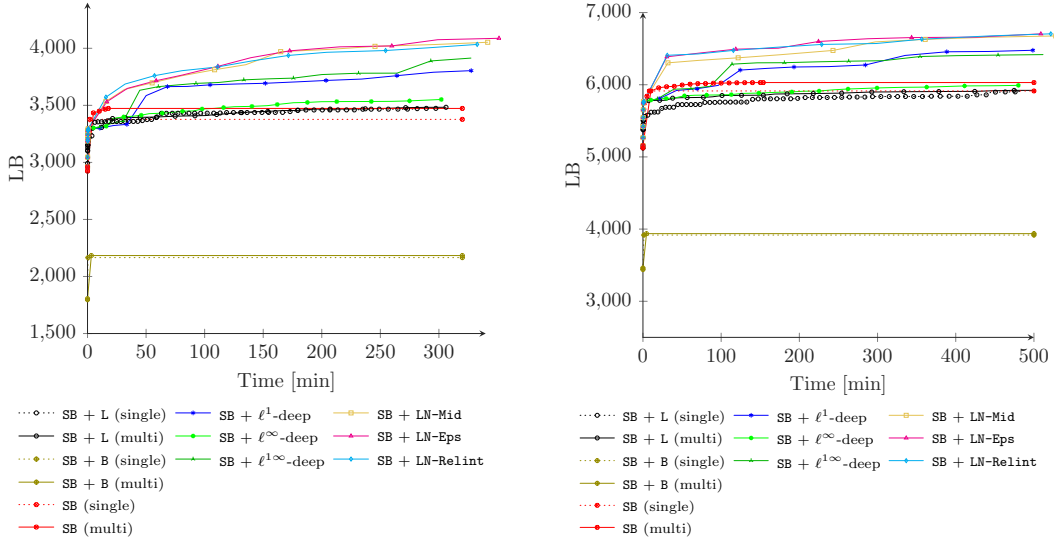 4,000
3,500
3,000
2,500
2,000
1,500
LB
0 50 100 150 200 250 300
Time [min]
SB + L (single) SB + ℓ¹-deep SB + LN-Mid
SB + L (multi) SB + ℓ^∞-deep SB + LN-Eps
SB + B (single) SB + ℓ^1∞-deep SB + LN-Relint
SB + B (multi)
SB (single)
SB (multi)
7,000
6,000
5,000
4,000
3,000
LB
0 100 200 300 400 500
Time [min]
SB + L (single) SB + ℓ¹-deep SB + LN-Mid
SB + L (multi) SB + ℓ^∞-deep SB + LN-Eps
SB + B (single) SB + ℓ^1∞-deep SB + LN-Relint
SB + B (multi)
SB (single)
SB (multi)